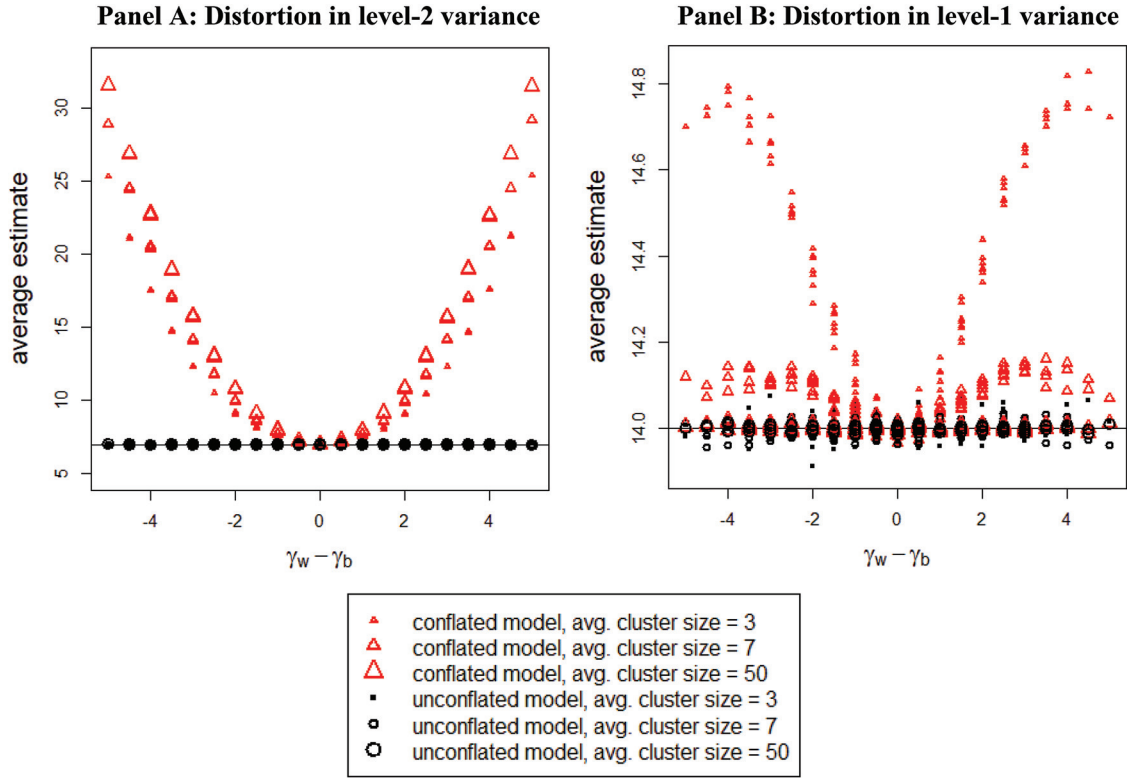 Panel A: Distortion in level-2 variance
Panel B: Distortion in level-1 variance
average estimate
30
25
20
15
10
5
-4
-2
0
2
4
γw − γb
average estimate
14.8
14.6
14.4
14.2
14.0
-4
-2
0
2
4
γw − γb
conflated model, avg. cluster size = 3
conflated model, avg. cluster size = 7
conflated model, avg. cluster size = 50
unconflated model, avg. cluster size = 3
unconflated model, avg. cluster size = 7
unconflated model, avg. cluster size = 50